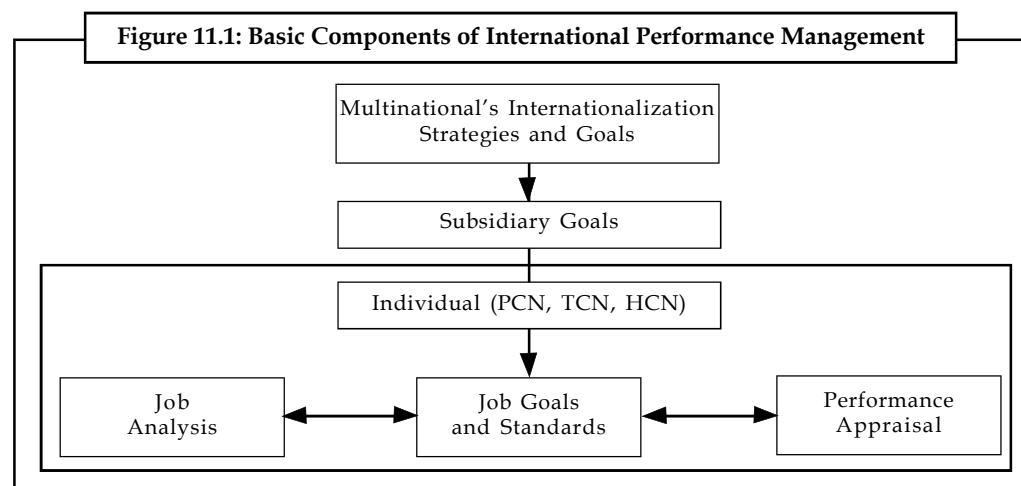 Figure 11.1: Basic Components of International Performance Management
Multinational's Internationalization
Strategies and Goals
Subsidiary Goals
Individual (PCN, TCN, HCN)
Job
Analysis
Job Goals
and Standards
Performance
Appraisal